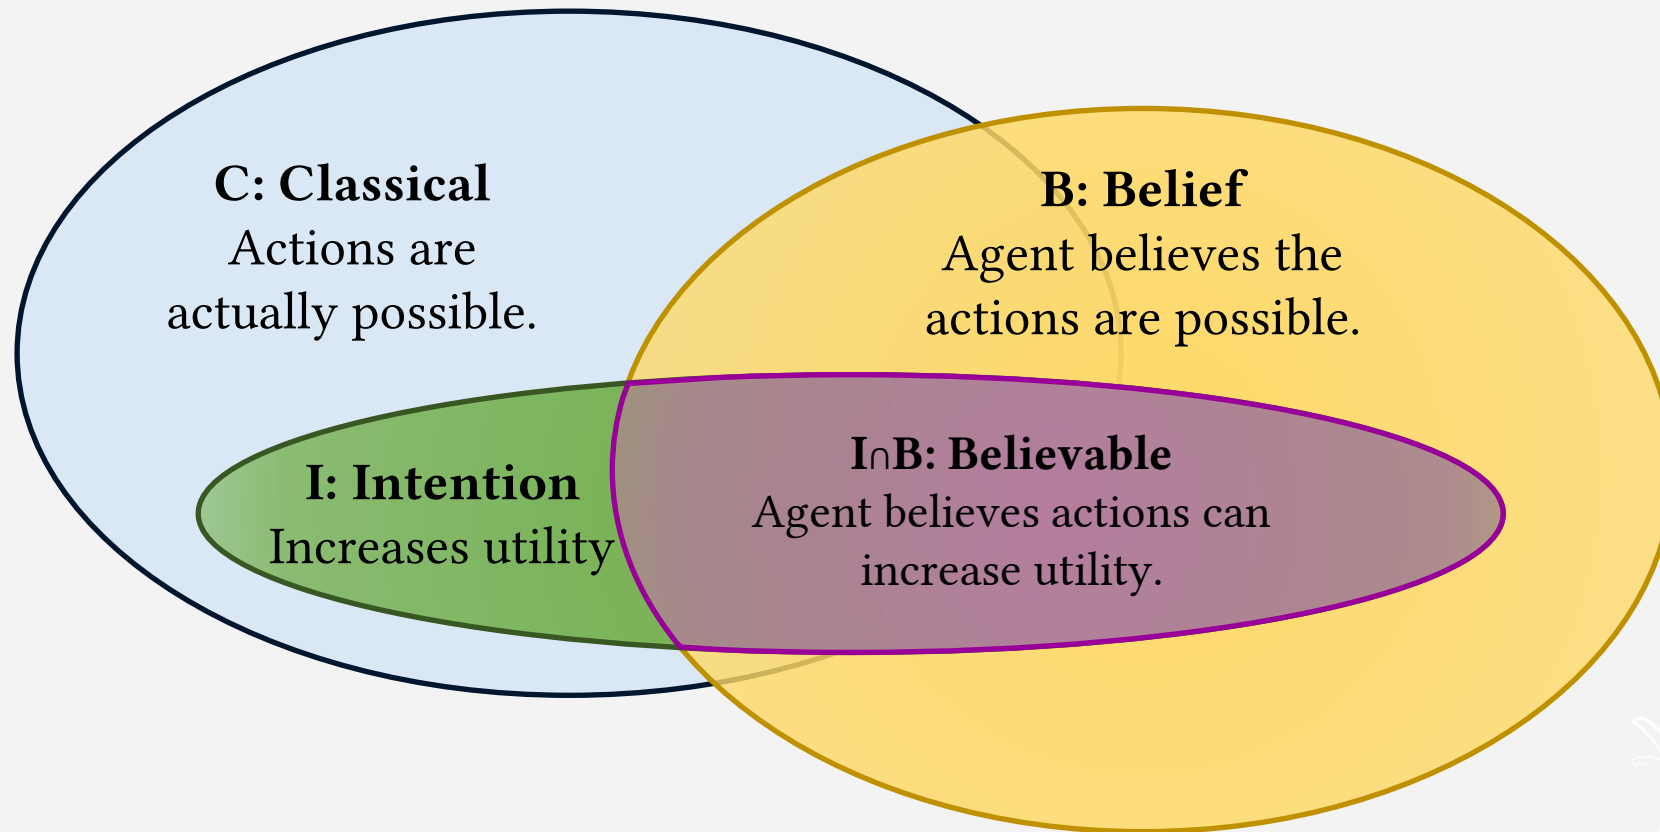 C: Classical
Actions are
actually possible.
B: Belief
Agent believes the
actions are possible.
I: Intention
Increases utility
I∩B: Believable
Agent believes actions can
increase utility.